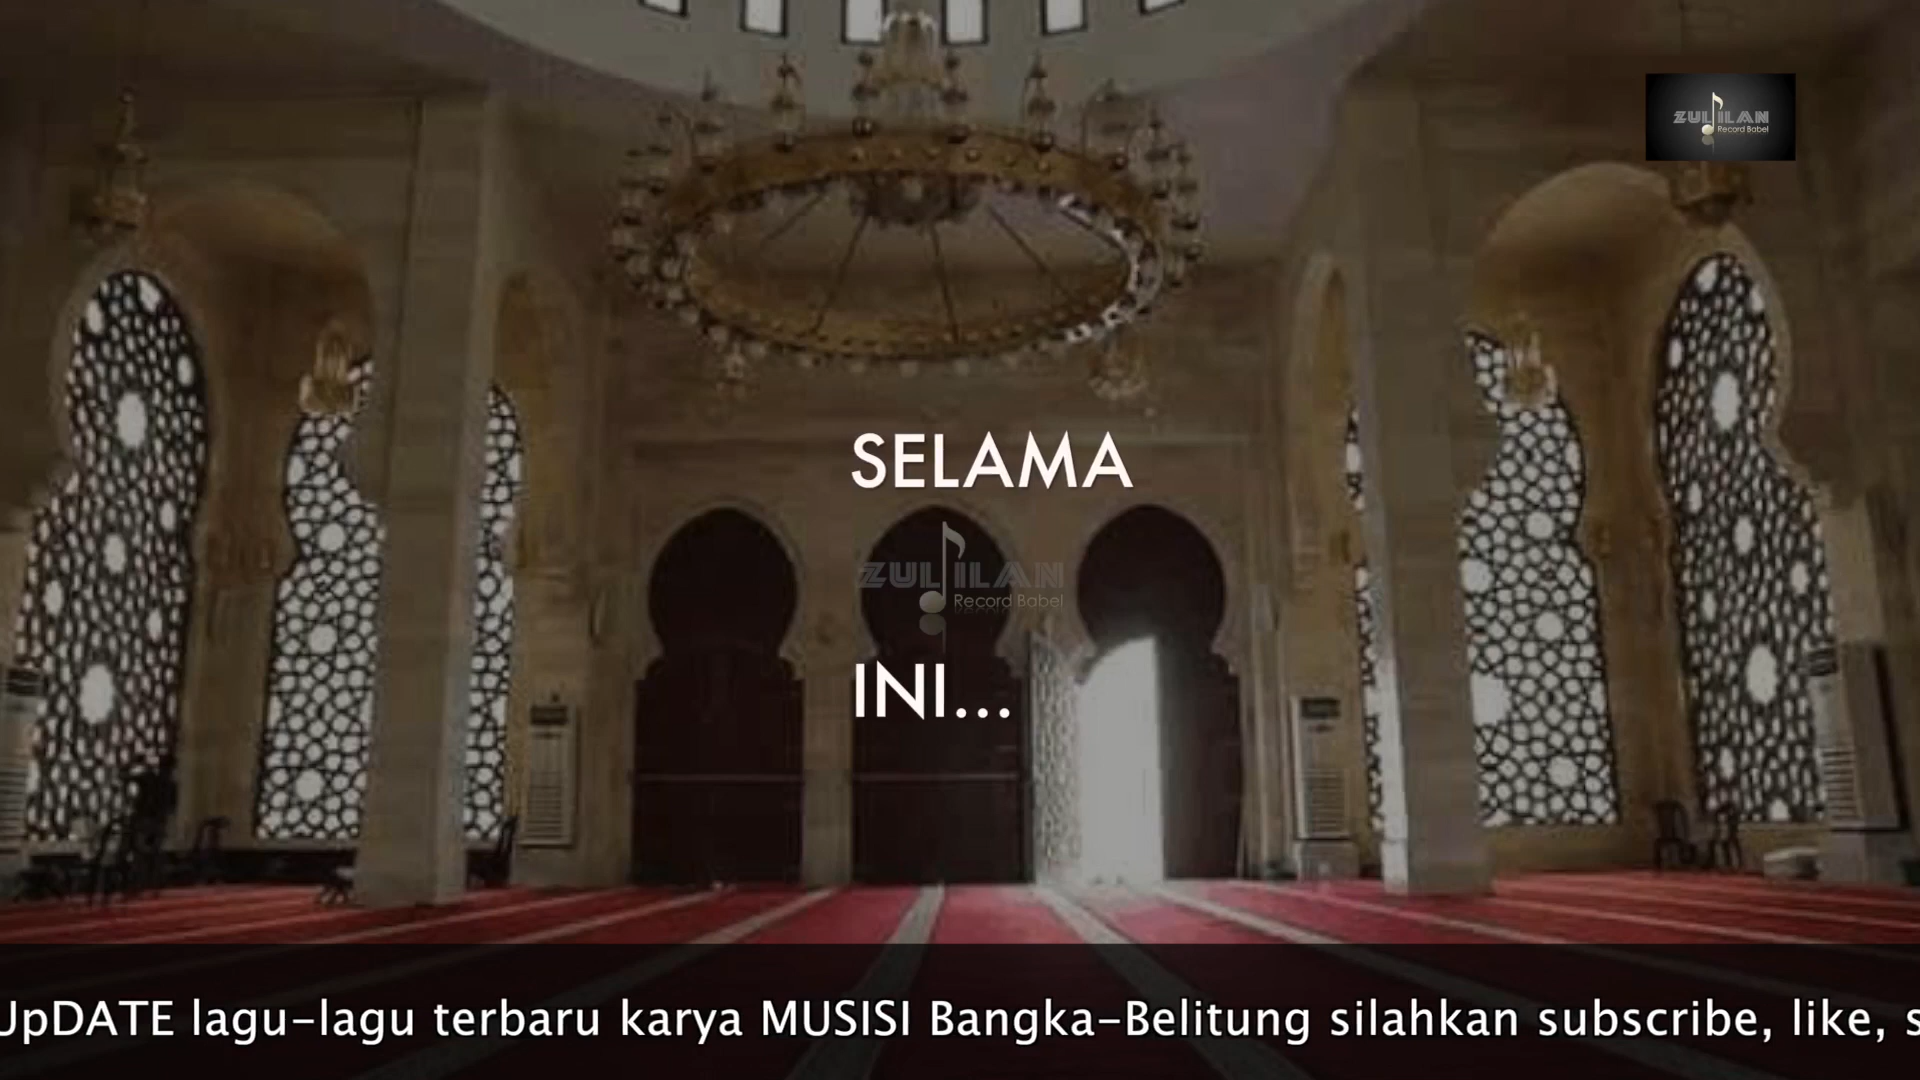 ZULILAN
Record Babel
SELAMA
ZULILAN
Record Babel
INI...
UpDATE lagu-lagu terbaru karya MUSISI Bangka-Belitung silahkan subscribe, like, s